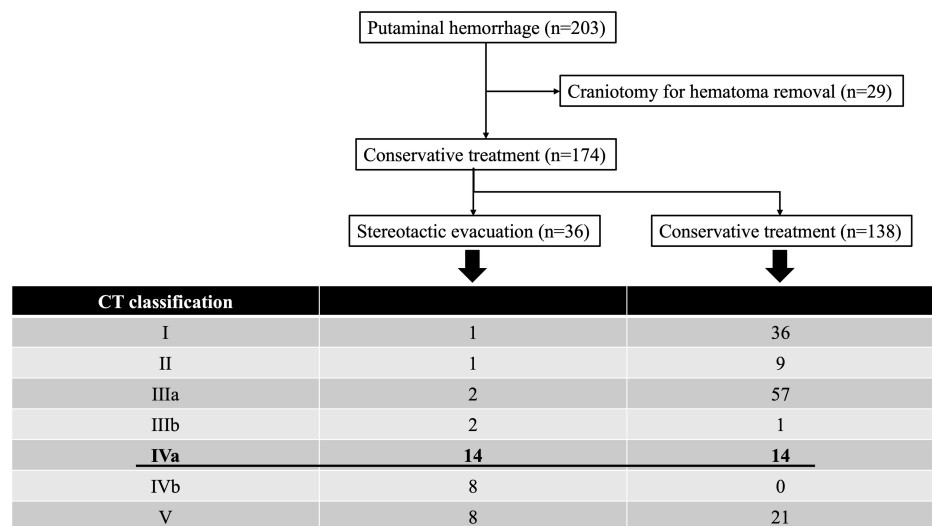 Putaminal hemorrhage (n=203)
Craniotomy for hematoma removal (n=29)
Conservative treatment (n=174)
Stereotactic evacuation (n=36) Conservative treatment (n=138)
CT classification
I 1 36
II 1 9
IIIa 2 57
IIIb 2 1
IVa 14 14
IVb 8 0
V 8 21